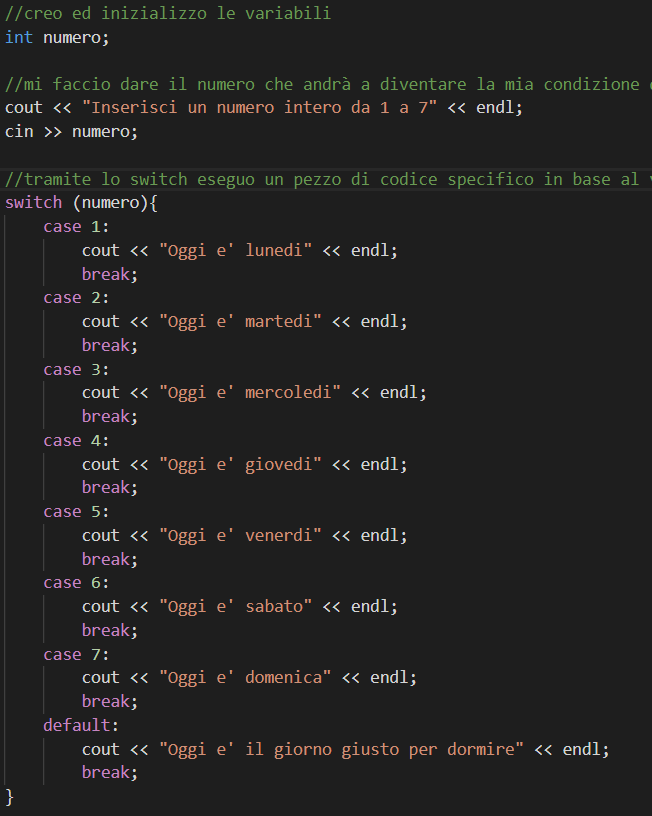 //creo ed inizializzo le variabili
int numero;
//mi faccio dare il numero che andrà a diventare la mia condizione
cout << "Inserisci un numero intero da 1 a 7" << endl;
cin >> numero;
//tramite lo switch eseguo un pezzo di codice specifico in base al
switch (numero){
case 1:
cout << "Oggi e' lunedi" << endl;
break;
case 2:
cout << "Oggi e' martedi" << endl;
break;
case 3:
cout << "Oggi e' mercoledi" << endl;
break;
case 4:
cout << "Oggi e' giovedi" << endl;
break;
case 5:
cout << "Oggi e' venerdi" << endl;
break;
case 6:
cout << "Oggi e' sabato" << endl;
break;
case 7:
cout << "Oggi e' domenica" << endl;
break;
default:
cout << "Oggi e' il giorno giusto per dormire" << endl;
break;
}